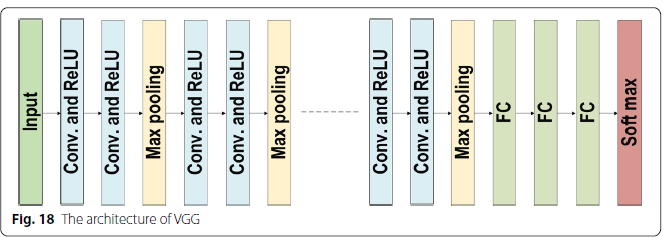 Input
Conv. and ReLU
Conv. and ReLU
Max pooling
Conv. and ReLU
Conv. and ReLU
Max pooling
Conv. and ReLU
Conv. and ReLU
Max pooling
FC
FC
FC
Soft max
Fig. 18 The architecture of VGG